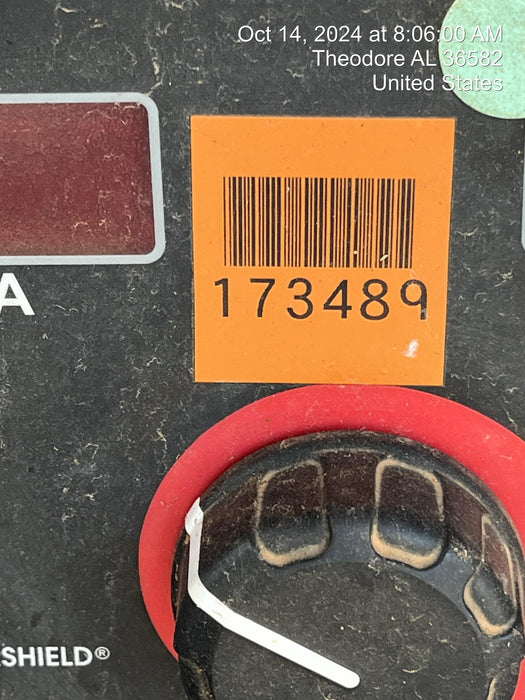 Oct 14, 2024 at 8:06:00 AM
Theodore AL 36582
United States
173489
A
SHIELD®